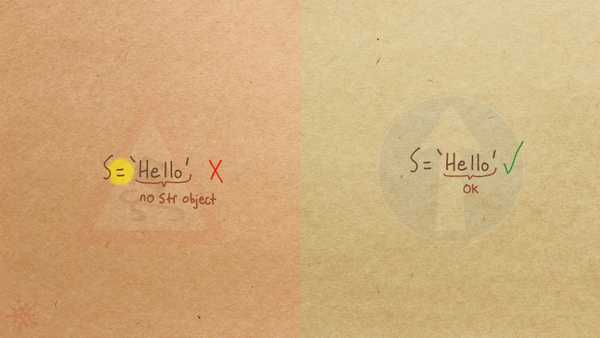 S = `Hello' X
no str object
S = `Hello' ✓
OK